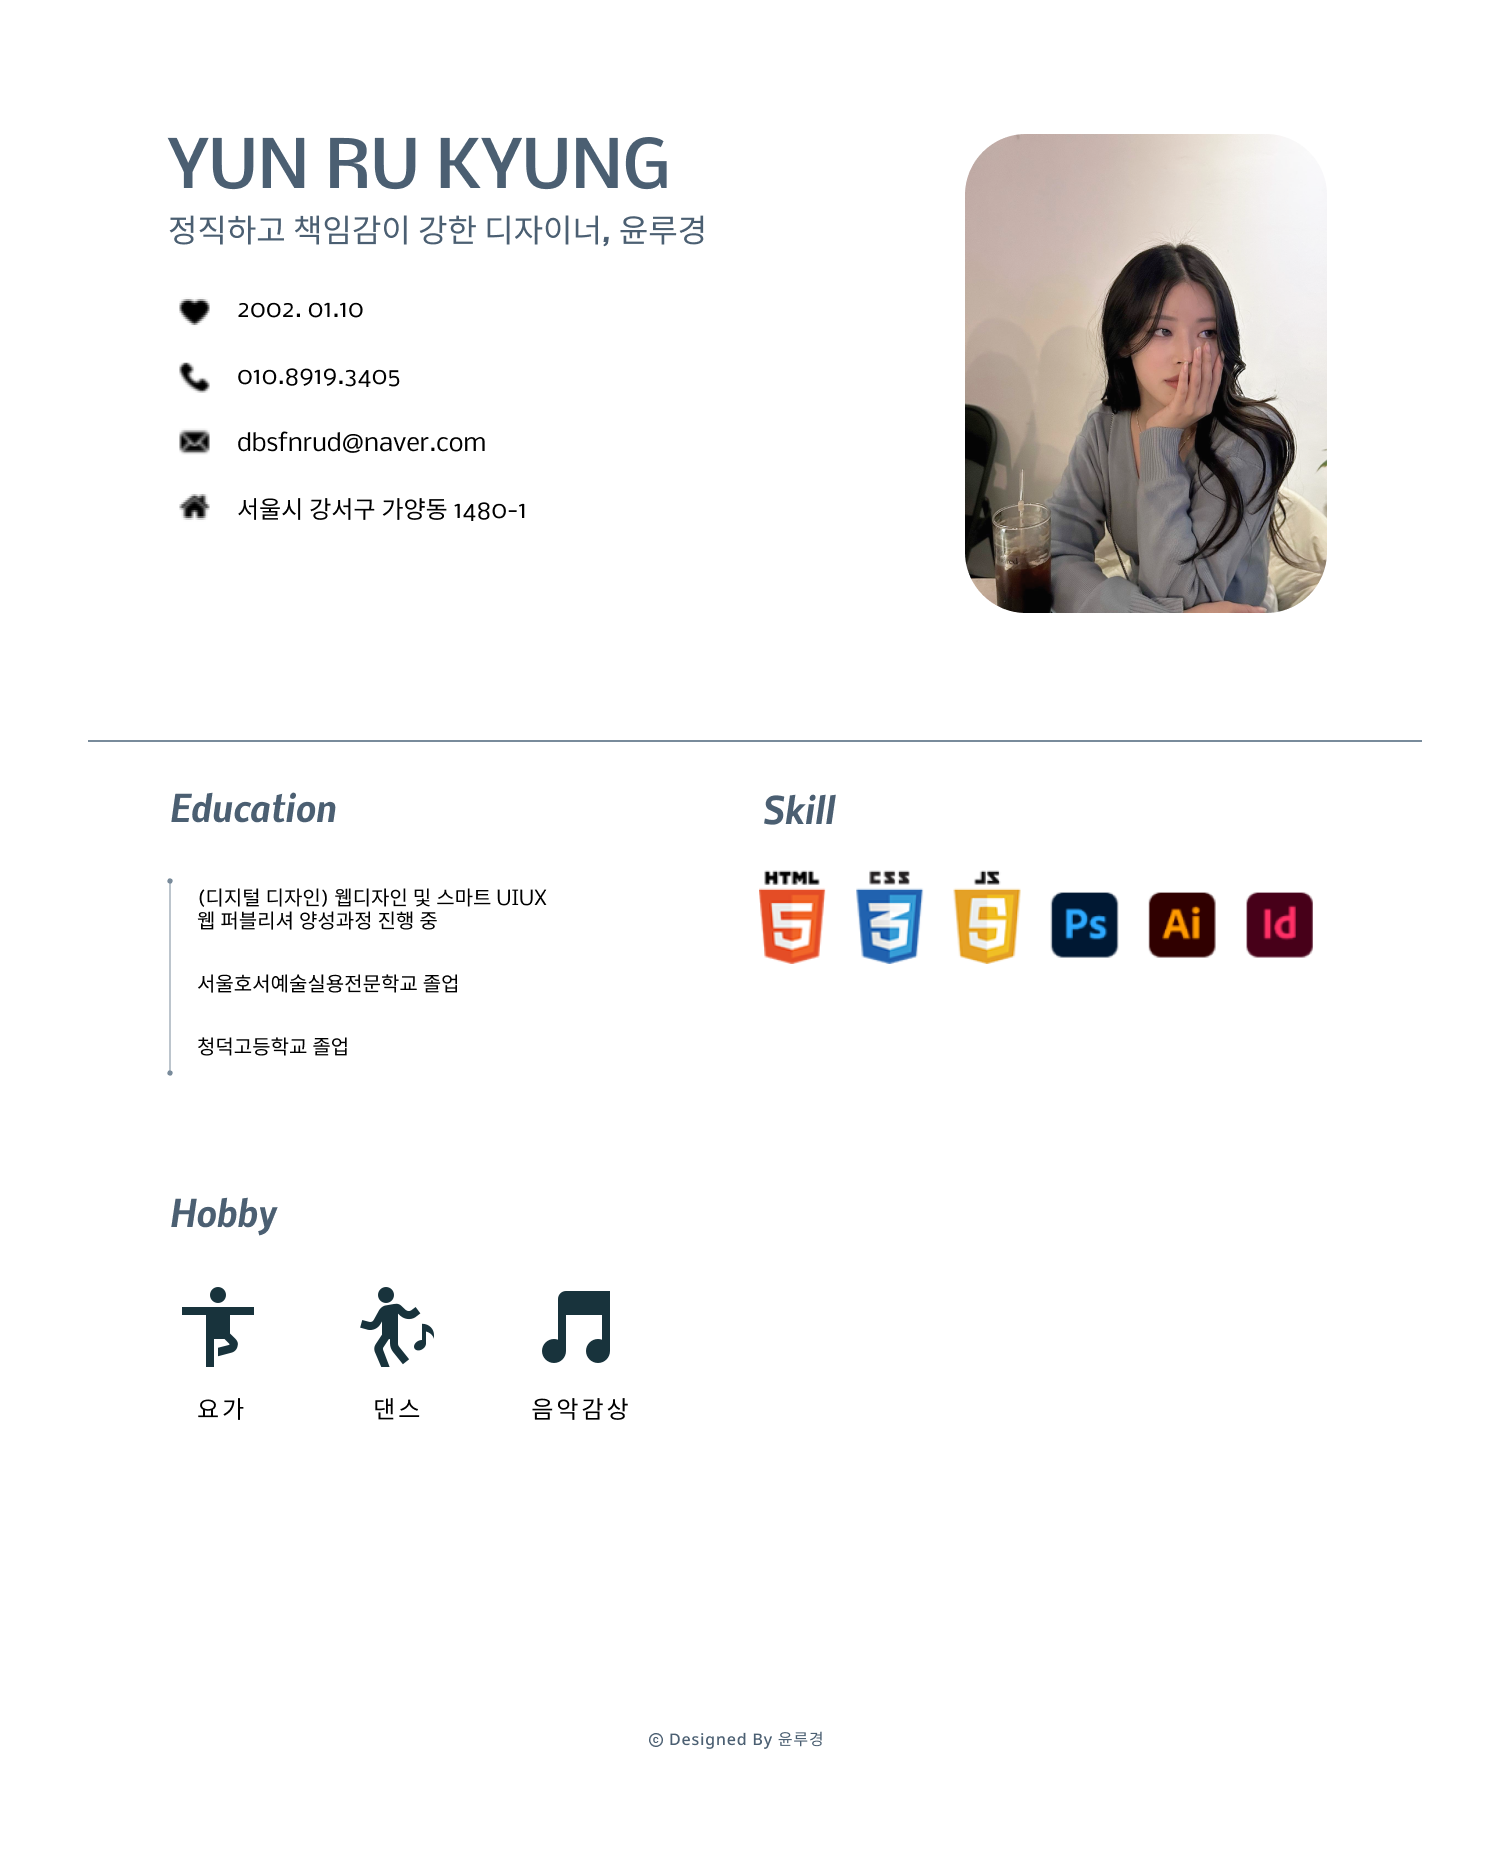 YUN RU KYUNG
정직하고 책임감이 강한 디자이너, 윤루경
2002. 01.10
010.8919.3405
dbsfnrud@naver.com
서울시 강서구 가양동 1480-1
Education
(디지털 디자인) 웹디자인 및 스마트 UIUX
웹 퍼블리셔 양성과정 진행 중
서울호서예술실용전문학교 졸업
청덕고등학교 졸업
Skill
HTML CSS JS
5 3 5 Ps Ai Id
Hobby
요가 댄스 음악감상
© Designed By 윤루경